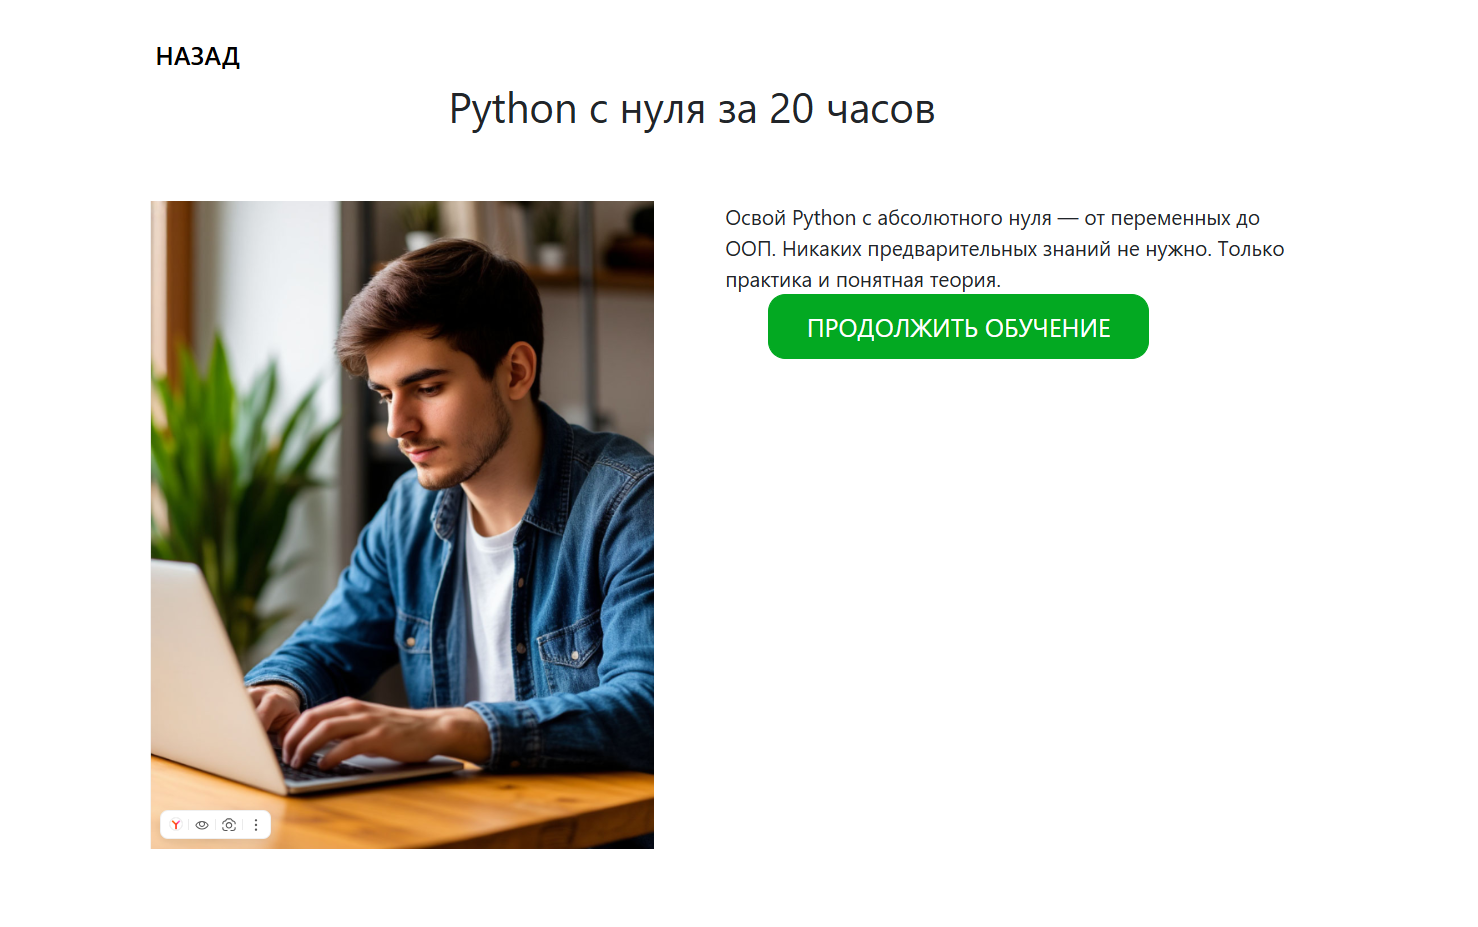 НАЗАД
Python с нуля за 20 часов
Освой Python с абсолютного нуля — от переменных до
ООП. Никаких предварительных знаний не нужно. Только
практика и понятная теория.
ПРОДОЛЖИТЬ ОБУЧЕНИЕ